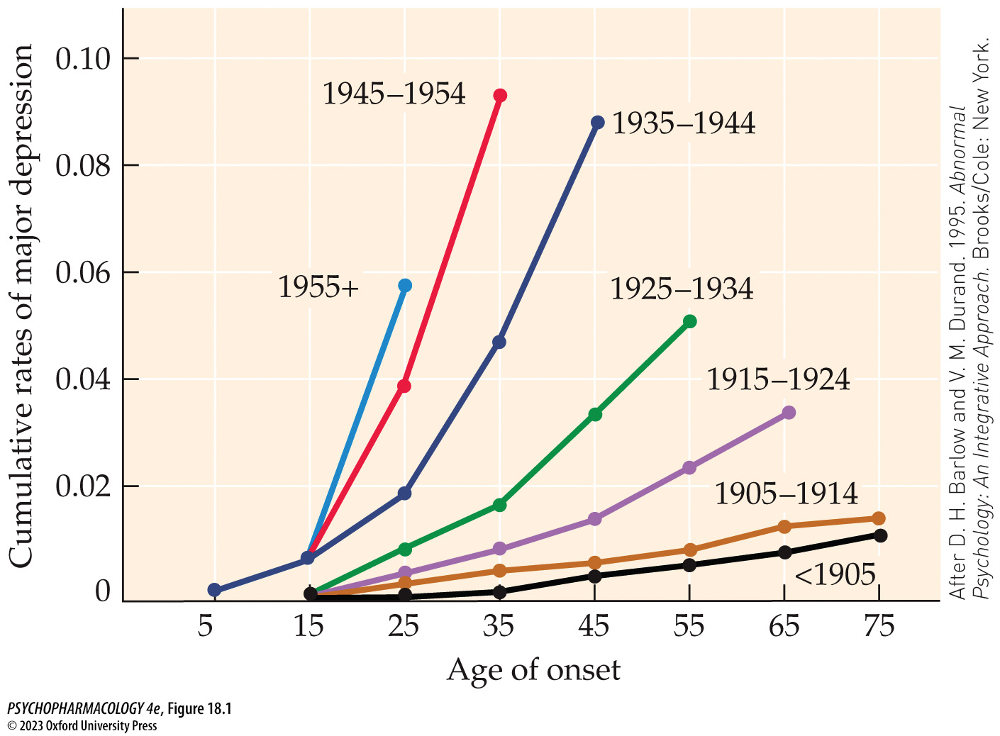 Cumulative rates of major depression
0.10
0.08
0.06
0.04
0.02
0
1945–1954
1935–1944
1955+
1925–1934
1915–1924
1905–1914
<1905
5 15 25 35 45 55 65 75
Age of onset
After D. H. Barlow and V. M. Durand. 1995. Abnormal
Psychology: An Integrative Approach. Brooks/Cole: New York.
PSYCHOPHARMACOLOGY 4e, Figure 18.1
© 2023 Oxford University Press